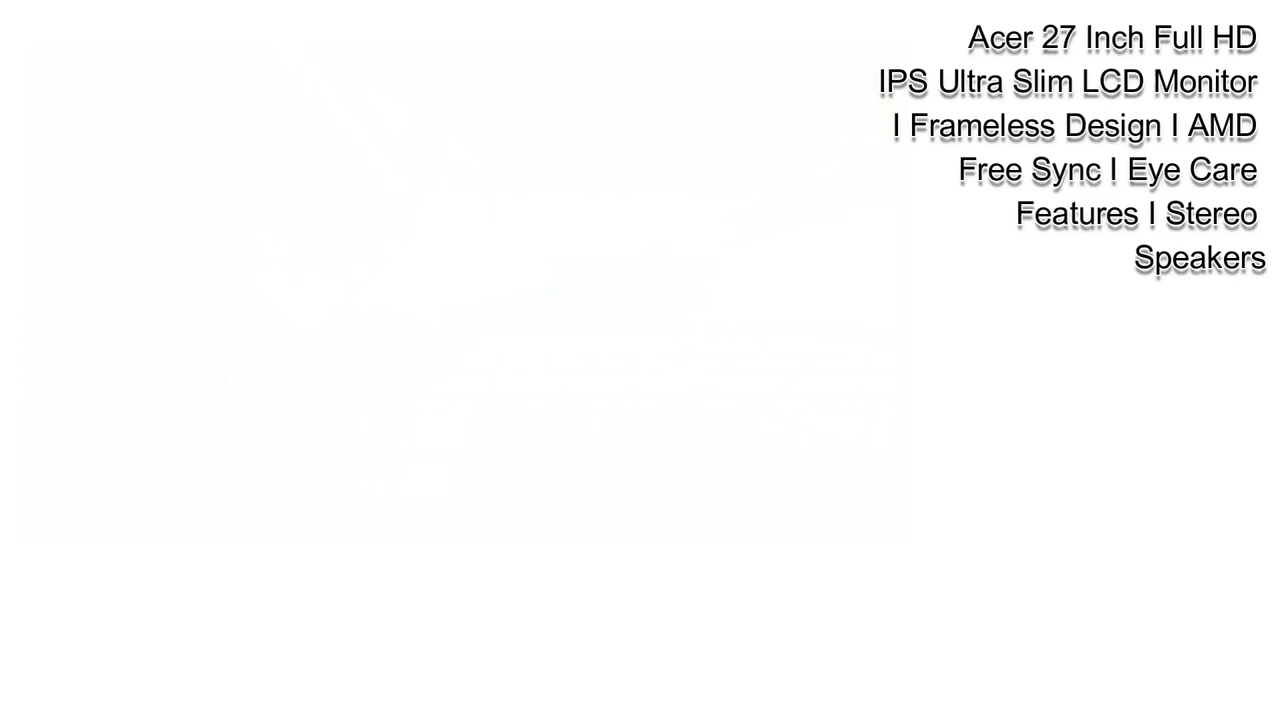 Acer 27 Inch Full HD
IPS Ultra Slim LCD Monitor
I Frameless Design I AMD
Free Sync I Eye Care
Features I Stereo
Speakers